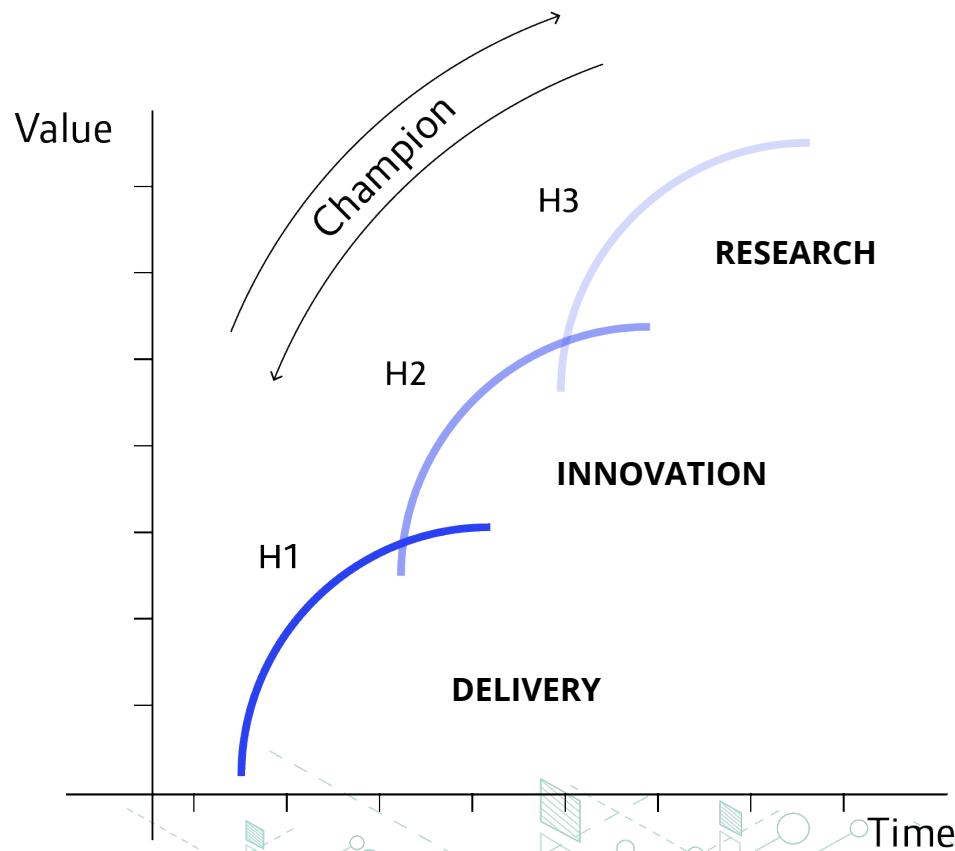 Value
Champion
H3
RESEARCH
H2
INNOVATION
H1
DELIVERY
Time